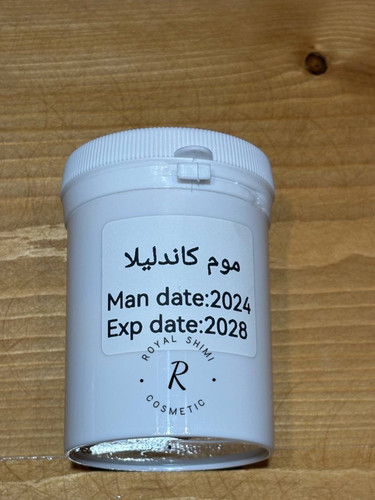 موم کاندلیلا
Man date:2024
Exp date:2028
ROYAL SHIMI
R
COSMETIC